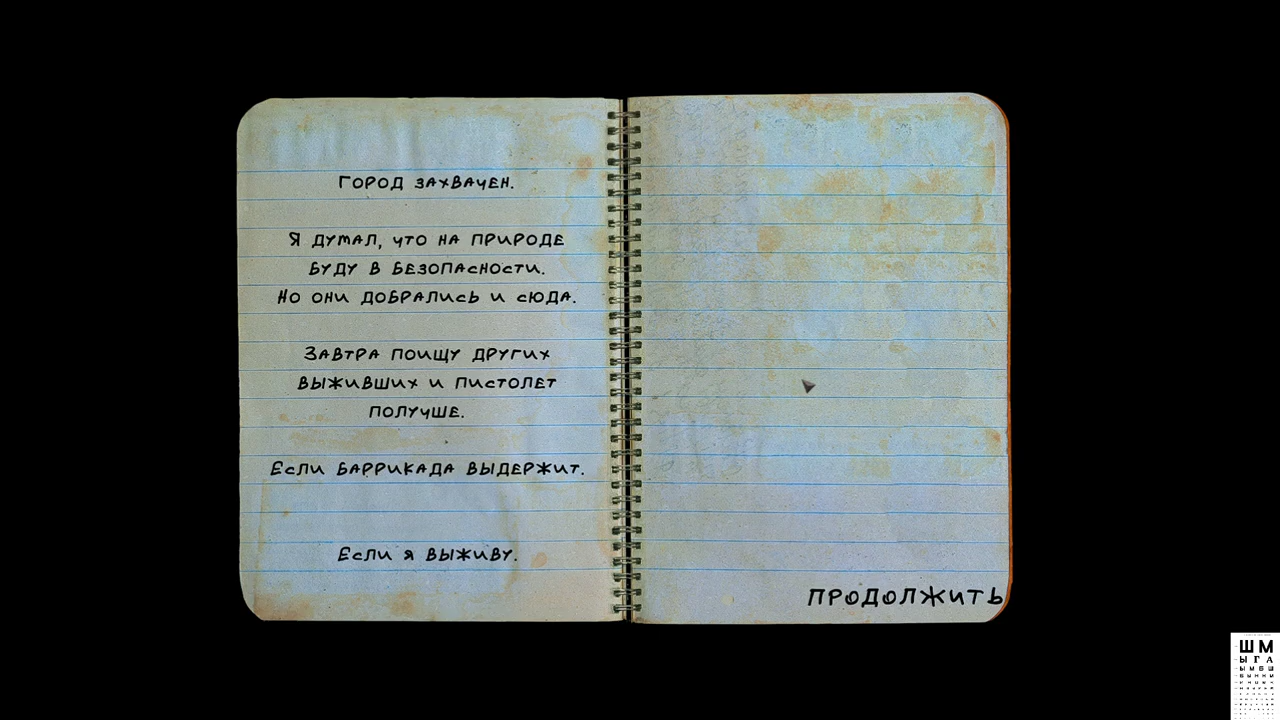 Город захвачен.
Я думал, что на природе
буду в безопасности.
Но они добрались и сюда.
Завтра поищу других
выживших и пистолет
получше.
Если баррикада выдержит.
Если я выживу.
ПРОДОЛЖИТЬ
Ш М
Ы Г А
Ы М Б Ш
Б Ы Н К И